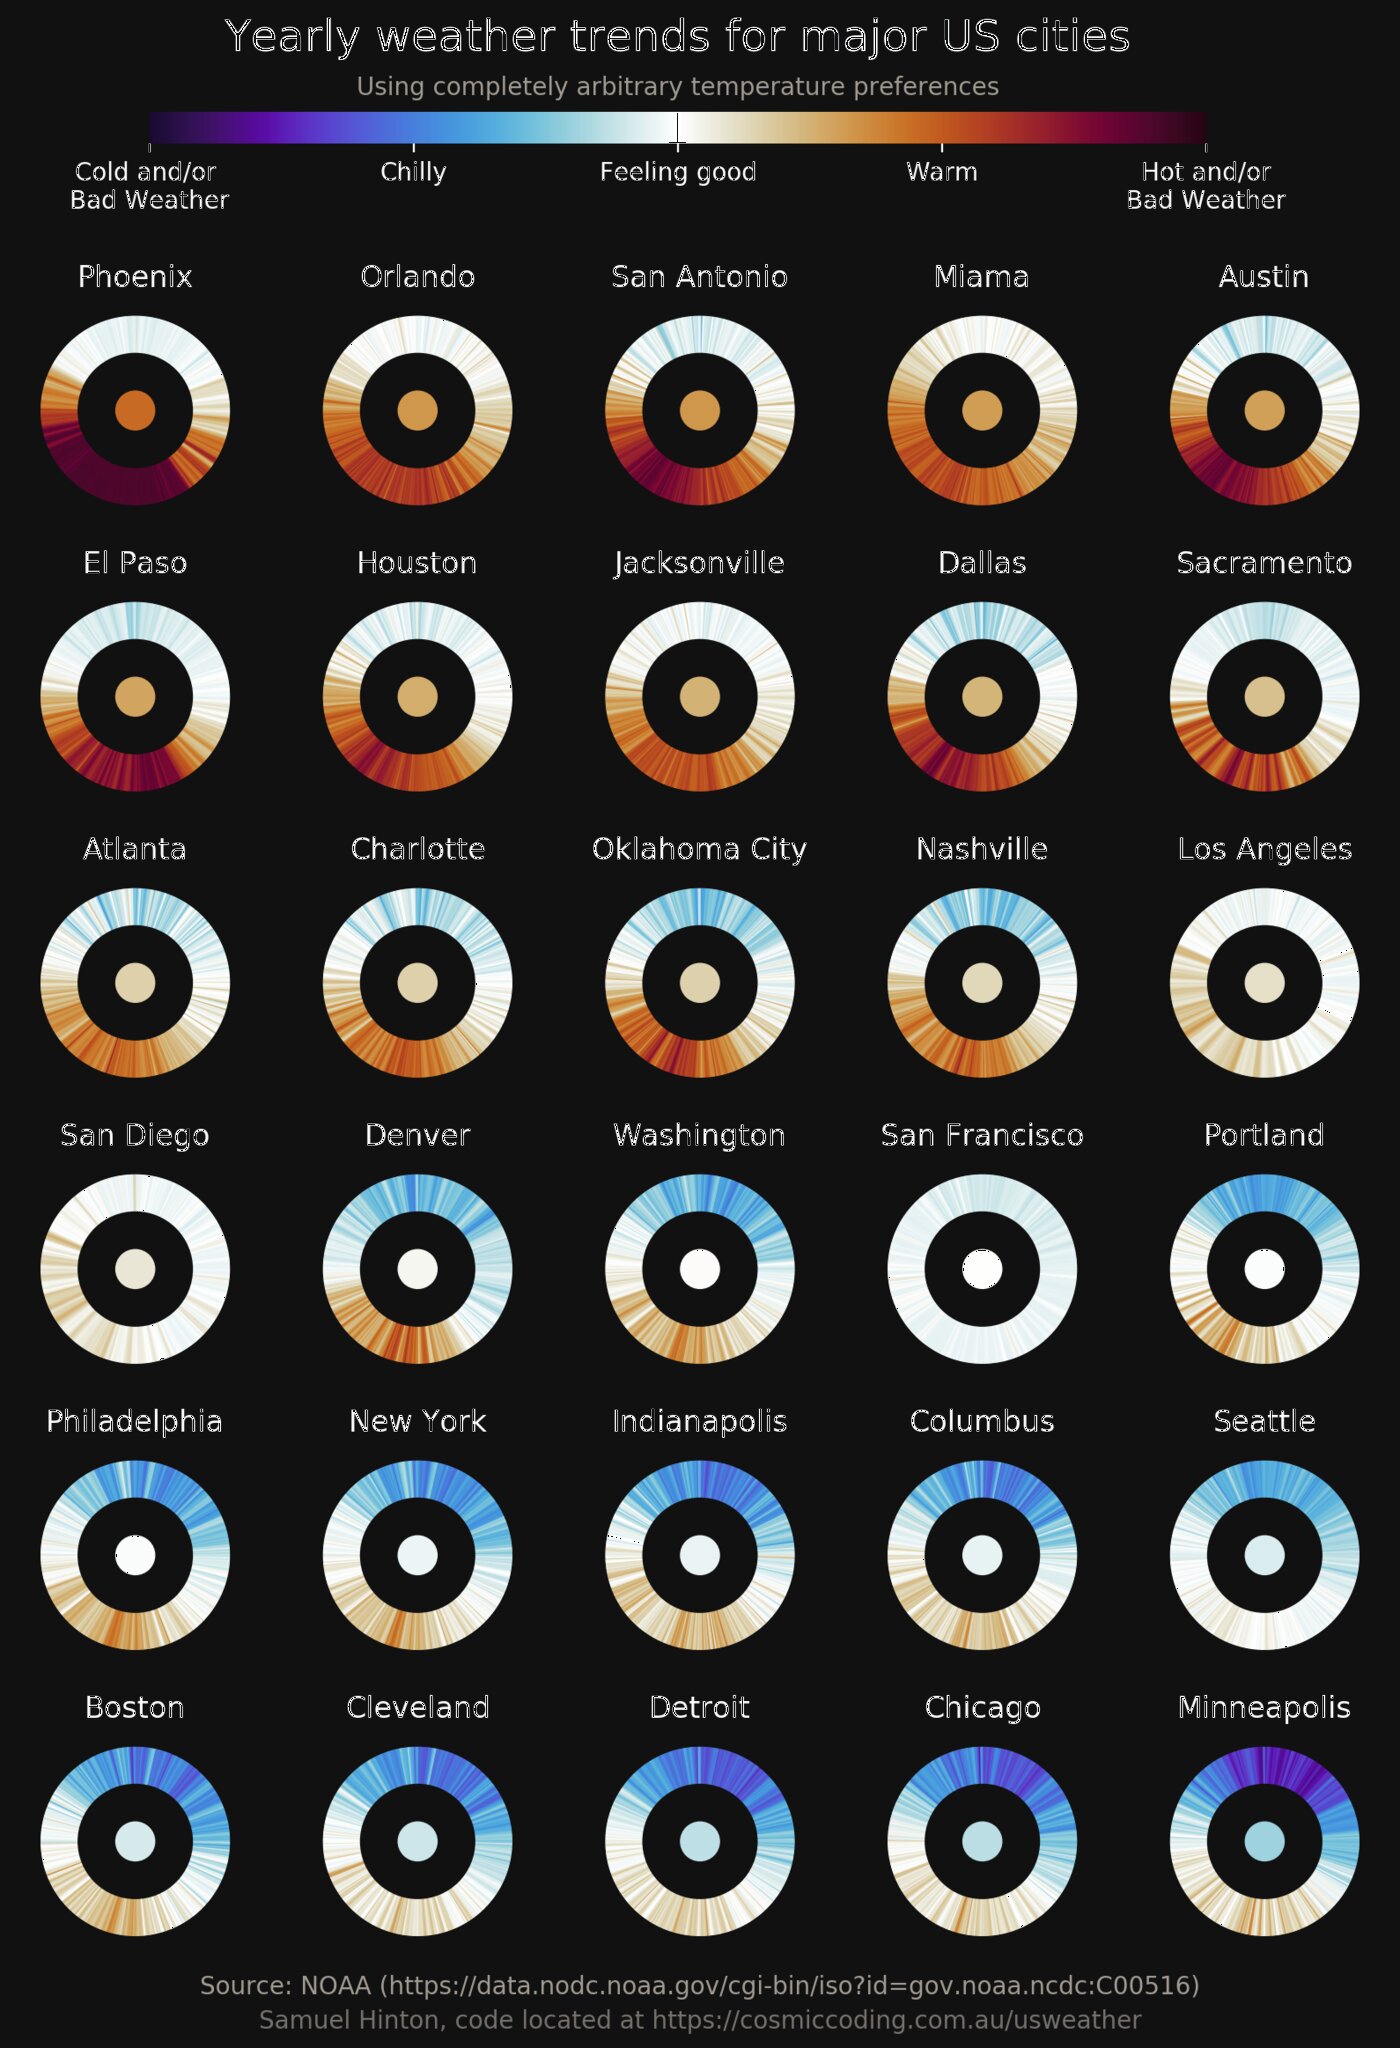 Yearly weather trends for major US cities
Using completely arbitrary temperature preferences
Cold and/or Bad Weather
Chilly
Feeling good
Warm
Hot and/or Bad Weather
Phoenix
Orlando
San Antonio
Miama
Austin
El Paso
Houston
Jacksonville
Dallas
Sacramento
Atlanta
Charlotte
Oklahoma City
Nashville
Los Angeles
San Diego
Denver
Washington
San Francisco
Portland
Philadelphia
New York
Indianapolis
Columbus
Seattle
Boston
Cleveland
Detroit
Chicago
Minneapolis
Source: NOAA (https://data.nodc.noaa.gov/cgi-bin/iso?id=gov.noaa.ncdc:C00516)
Samuel Hinton, code located at https://cosmiccoding.com.au/usweather